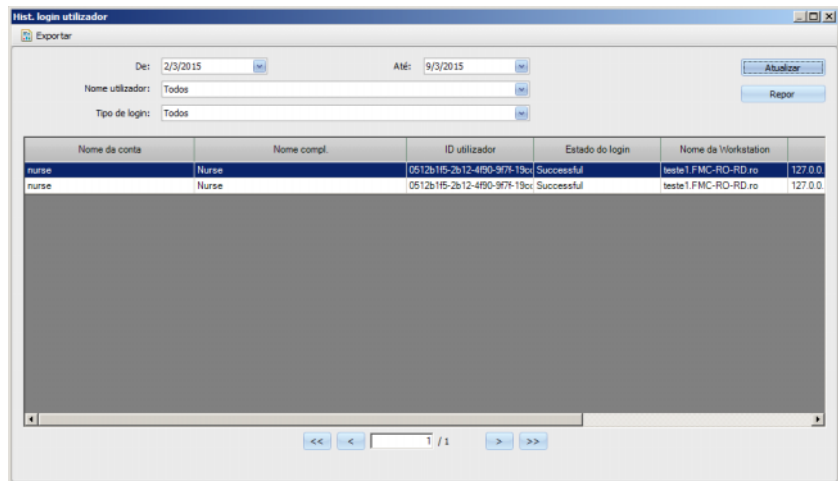 Hist. login utilizador
Exportar
De: 2/3/2015 Até: 9/3/2015 Atualizar
Nome utilizador: Todos Repor
Tipo de login: Todos
Nome da conta Nome compl. ID utilizador Estado do login Nome da Workstation
nurse Nurse 0512b1f5-2b12-4f90-9f7f-19cc Successful teste1.FMC-RO-RD.ro 127.0.0.
nurse Nurse 0512b1f5-2b12-4f90-9f7f-19cc Successful teste1.FMC-RO-RD.ro 127.0.0.
<< < 1 / 1 > >>